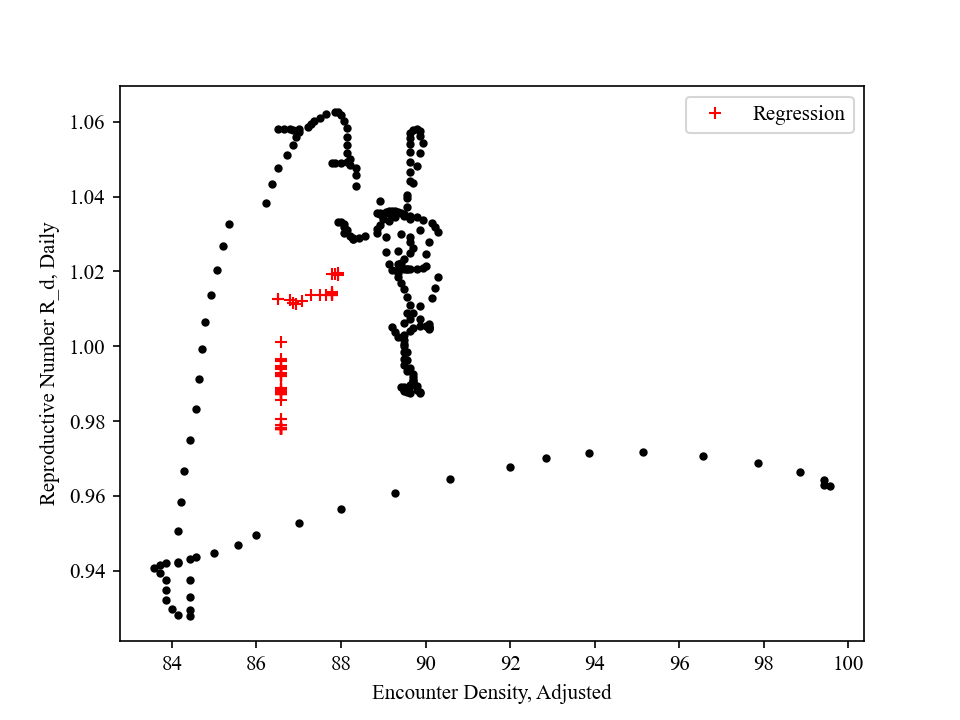 Regression
1.06
1.04
1.02
1.00
0.98
0.96
0.94
Reproductive Number R_d, Daily
84 86 88 90 92 94 96 98 100
Encounter Density, Adjusted